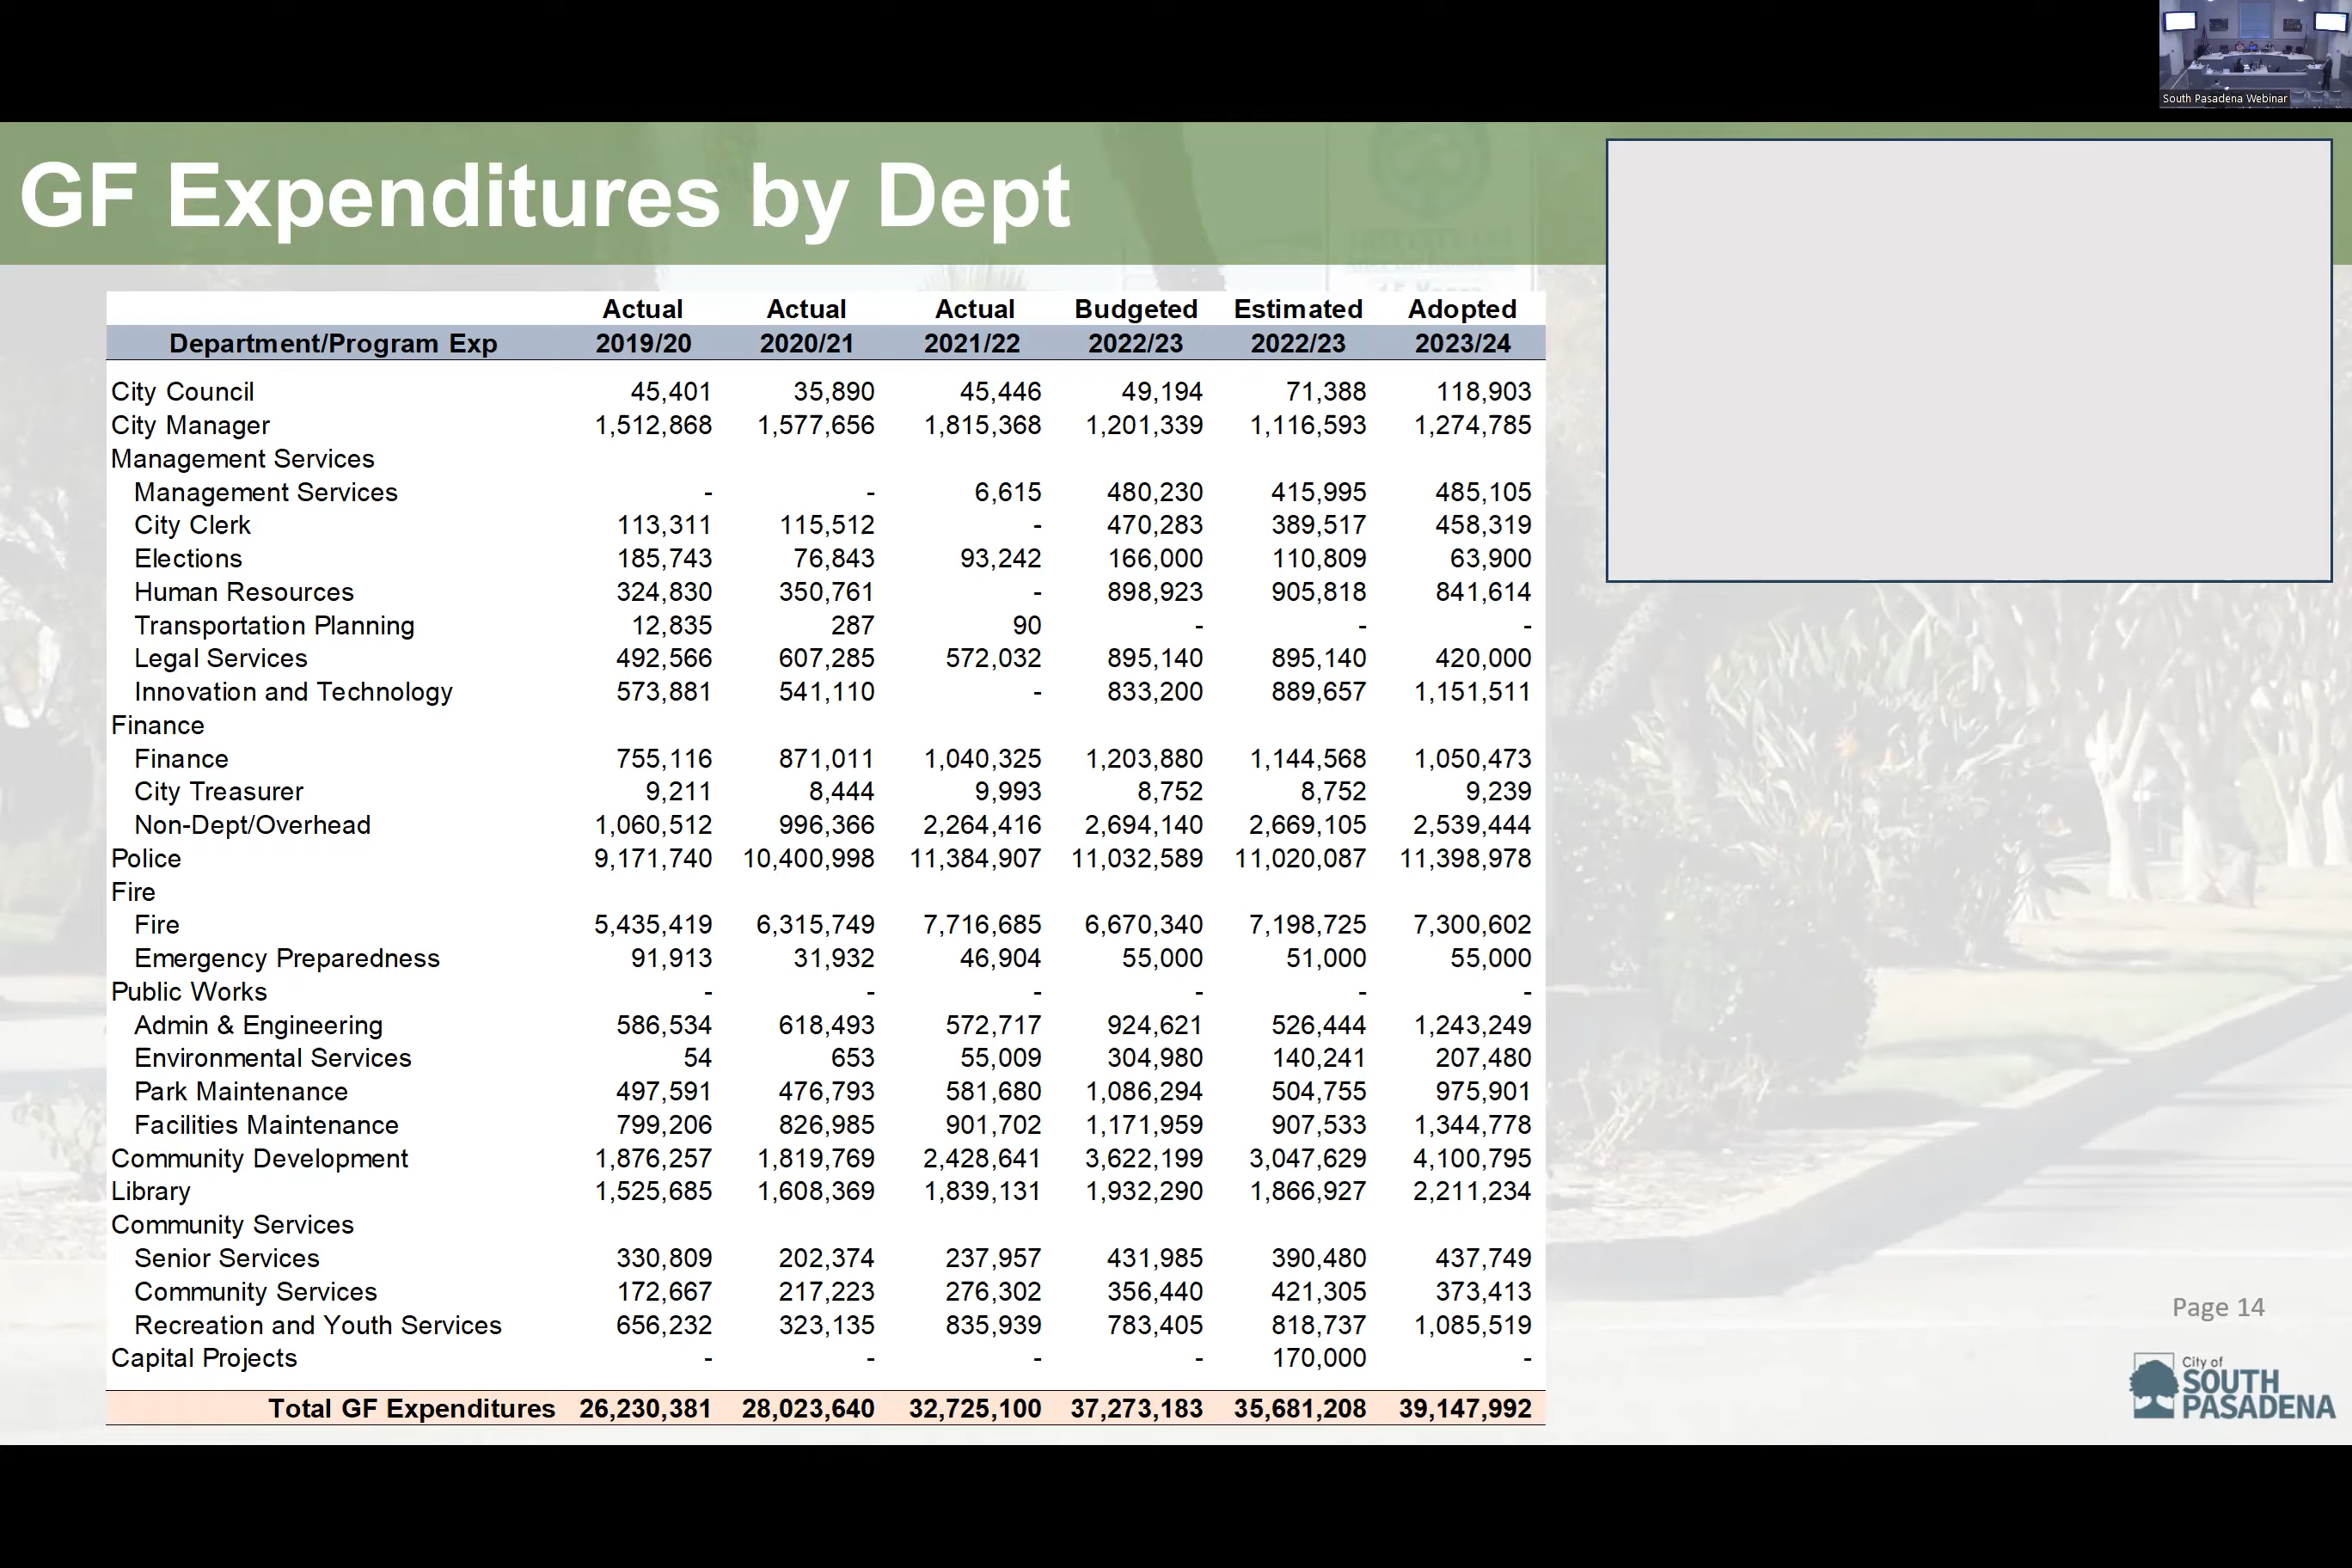 South Pasadena Webinar
GF Expenditures by Dept
Actual Actual Actual Budgeted Estimated Adopted
Department/Program Exp 2019/20 2020/21 2021/22 2022/23 2022/23 2023/24
City Council 45,401 35,890 45,446 49,194 71,388 118,903
City Manager 1,512,868 1,577,656 1,815,368 1,201,339 1,116,593 1,274,785
Management Services
Management Services - - 6,615 480,230 415,995 485,105
City Clerk 113,311 115,512 - 470,283 389,517 458,319
Elections 185,743 76,843 93,242 166,000 110,809 63,900
Human Resources 324,830 350,761 - 898,923 905,818 841,614
Transportation Planning 12,835 287 90 - - -
Legal Services 492,566 607,285 572,032 895,140 895,140 420,000
Innovation and Technology 573,881 541,110 - 833,200 889,657 1,151,511
Finance
Finance 755,116 871,011 1,040,325 1,203,880 1,144,568 1,050,473
City Treasurer 9,211 8,444 9,993 8,752 8,752 9,239
Non-Dept/Overhead 1,060,512 996,366 2,264,416 2,694,140 2,669,105 2,539,444
Police 9,171,740 10,400,998 11,384,907 11,032,589 11,020,087 11,398,978
Fire
Fire 5,435,419 6,315,749 7,716,685 6,670,340 7,198,725 7,300,602
Emergency Preparedness 91,913 31,932 46,904 55,000 51,000 55,000
Public Works - - - - - -
Admin & Engineering 586,534 618,493 572,717 924,621 526,444 1,243,249
Environmental Services 54 653 55,009 304,980 140,241 207,480
Park Maintenance 497,591 476,793 581,680 1,086,294 504,755 975,901
Facilities Maintenance 799,206 826,985 901,702 1,171,959 907,533 1,344,778
Community Development 1,876,257 1,819,769 2,428,641 3,622,199 3,047,629 4,100,795
Library 1,525,685 1,608,369 1,839,131 1,932,290 1,866,927 2,211,234
Community Services
Senior Services 330,809 202,374 237,957 431,985 390,480 437,749
Community Services 172,667 217,223 276,302 356,440 421,305 373,413
Recreation and Youth Services 656,232 323,135 835,939 783,405 818,737 1,085,519
Capital Projects - - - - 170,000 -
Total GF Expenditures 26,230,381 28,023,640 32,725,100 37,273,183 35,681,208 39,147,992
Page 14
City of
SOUTH
PASADENA